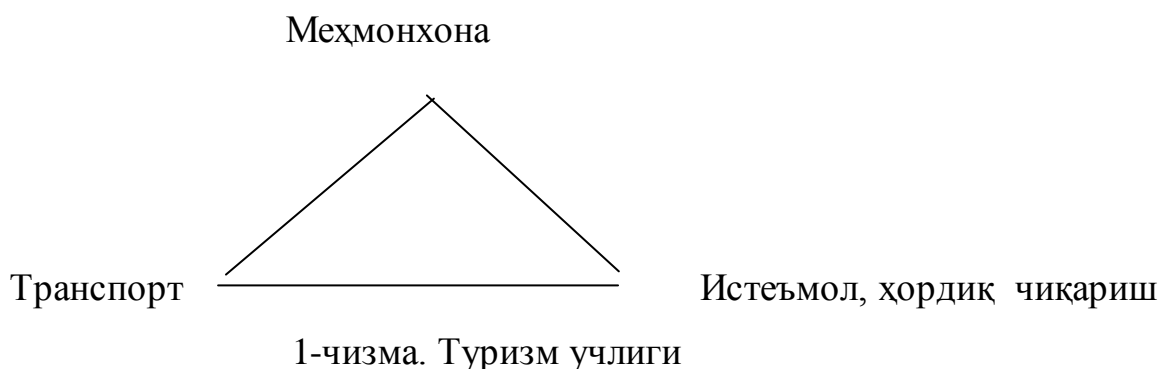 Меҳмонхона
Транспорт Истеъмол, ҳордиқ чиқариш
1-чизма. Туризм учлиги